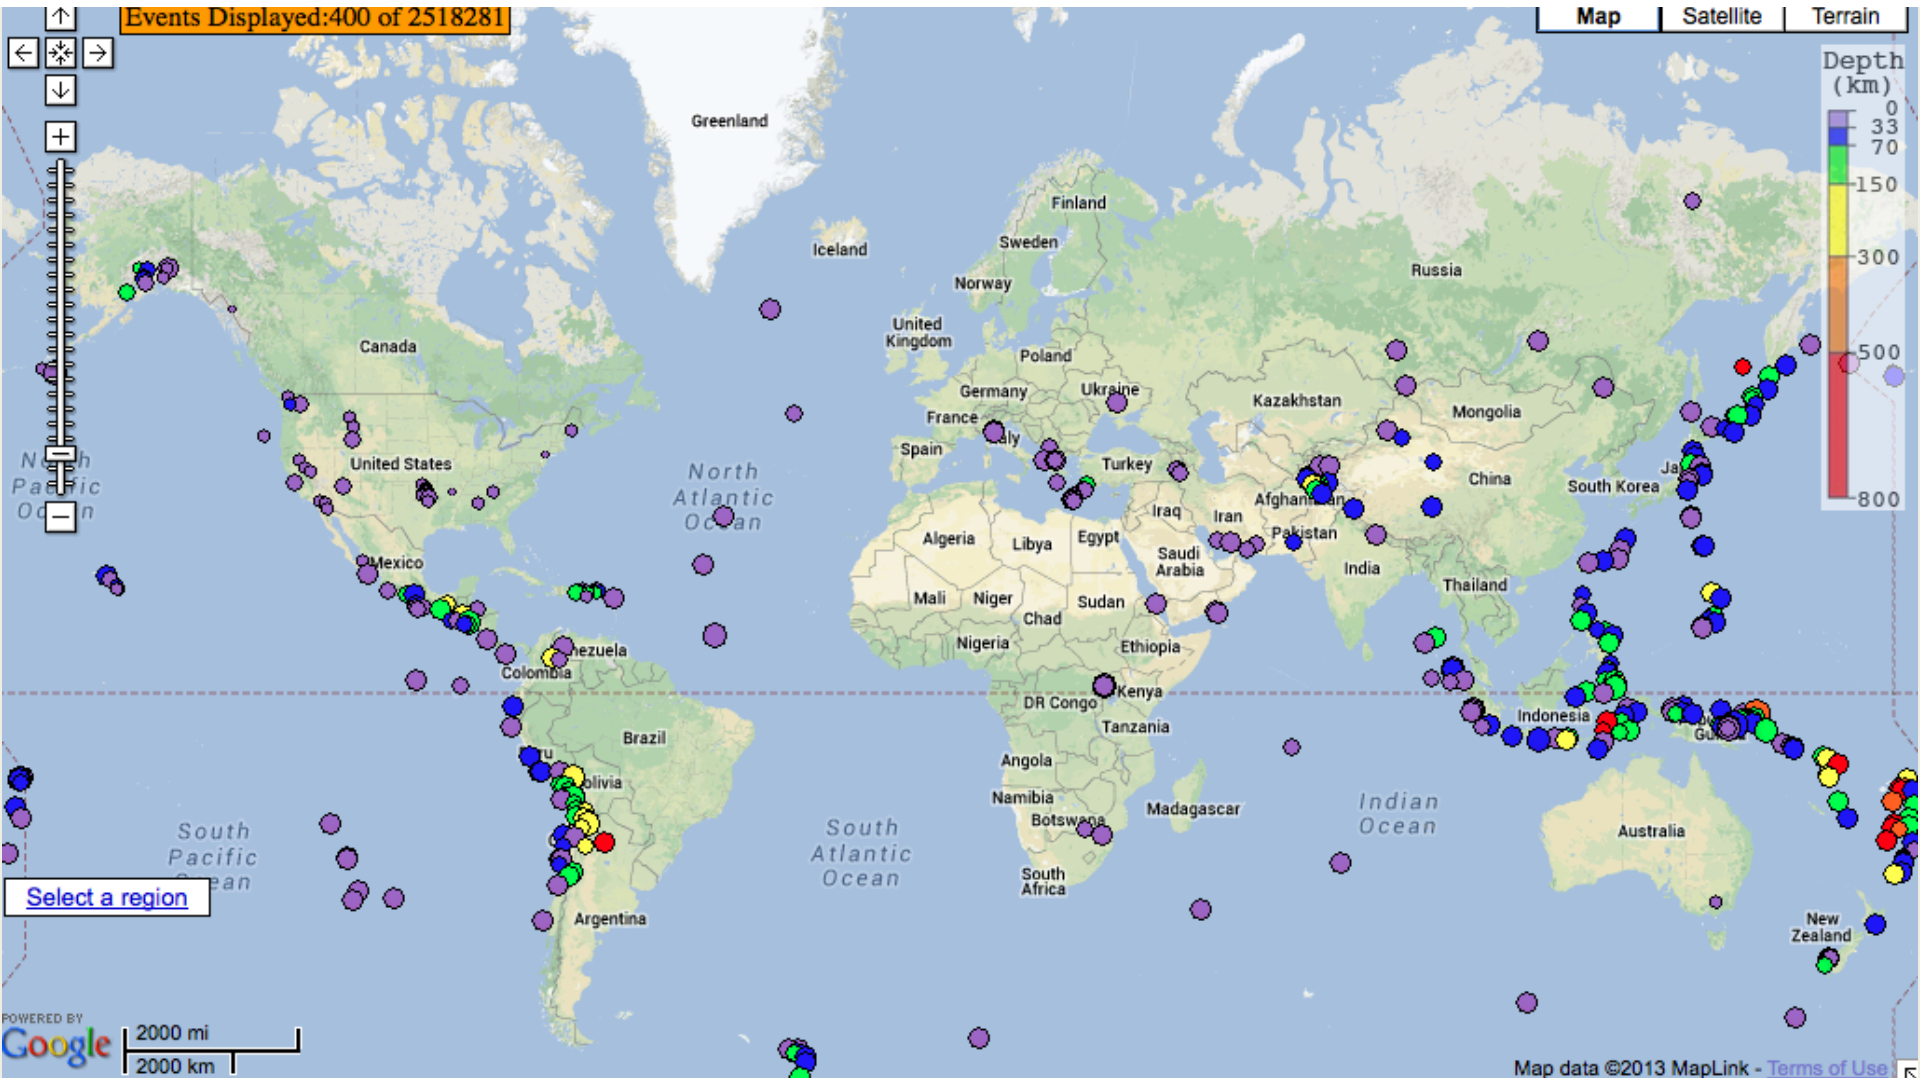 Events Displayed:400 of 2518281
Map
Satellite
Terrain
Depth
(km)
0
33
70
150
300
500
800
Greenland
Finland
Sweden
Iceland
Norway
Russia
United
Kingdom
Canada
Poland
Germany
Ukraine
Kazakhstan
Mongolia
France
Spain
Turkey
United States
North
Atlantic
Ocean
China
South Korea
Iraq
Iran
Pakistan
Algeria
Libya
Egypt
Saudi
Arabia
India
Thailand
Mexico
Mali
Niger
Sudan
Chad
Nigeria
Ethiopia
Colombia
DR Congo
Kenya
Tanzania
Indonesia
Brazil
Angola
Namibia
Botswana
Madagascar
Indian
Ocean
Australia
South
Pacific
South
Atlantic
Ocean
South
Africa
Select a region
Argentina
New
Zealand
POWERED BY
Google
2000 mi
2000 km
Map data ©2013 MapLink - Terms of Use